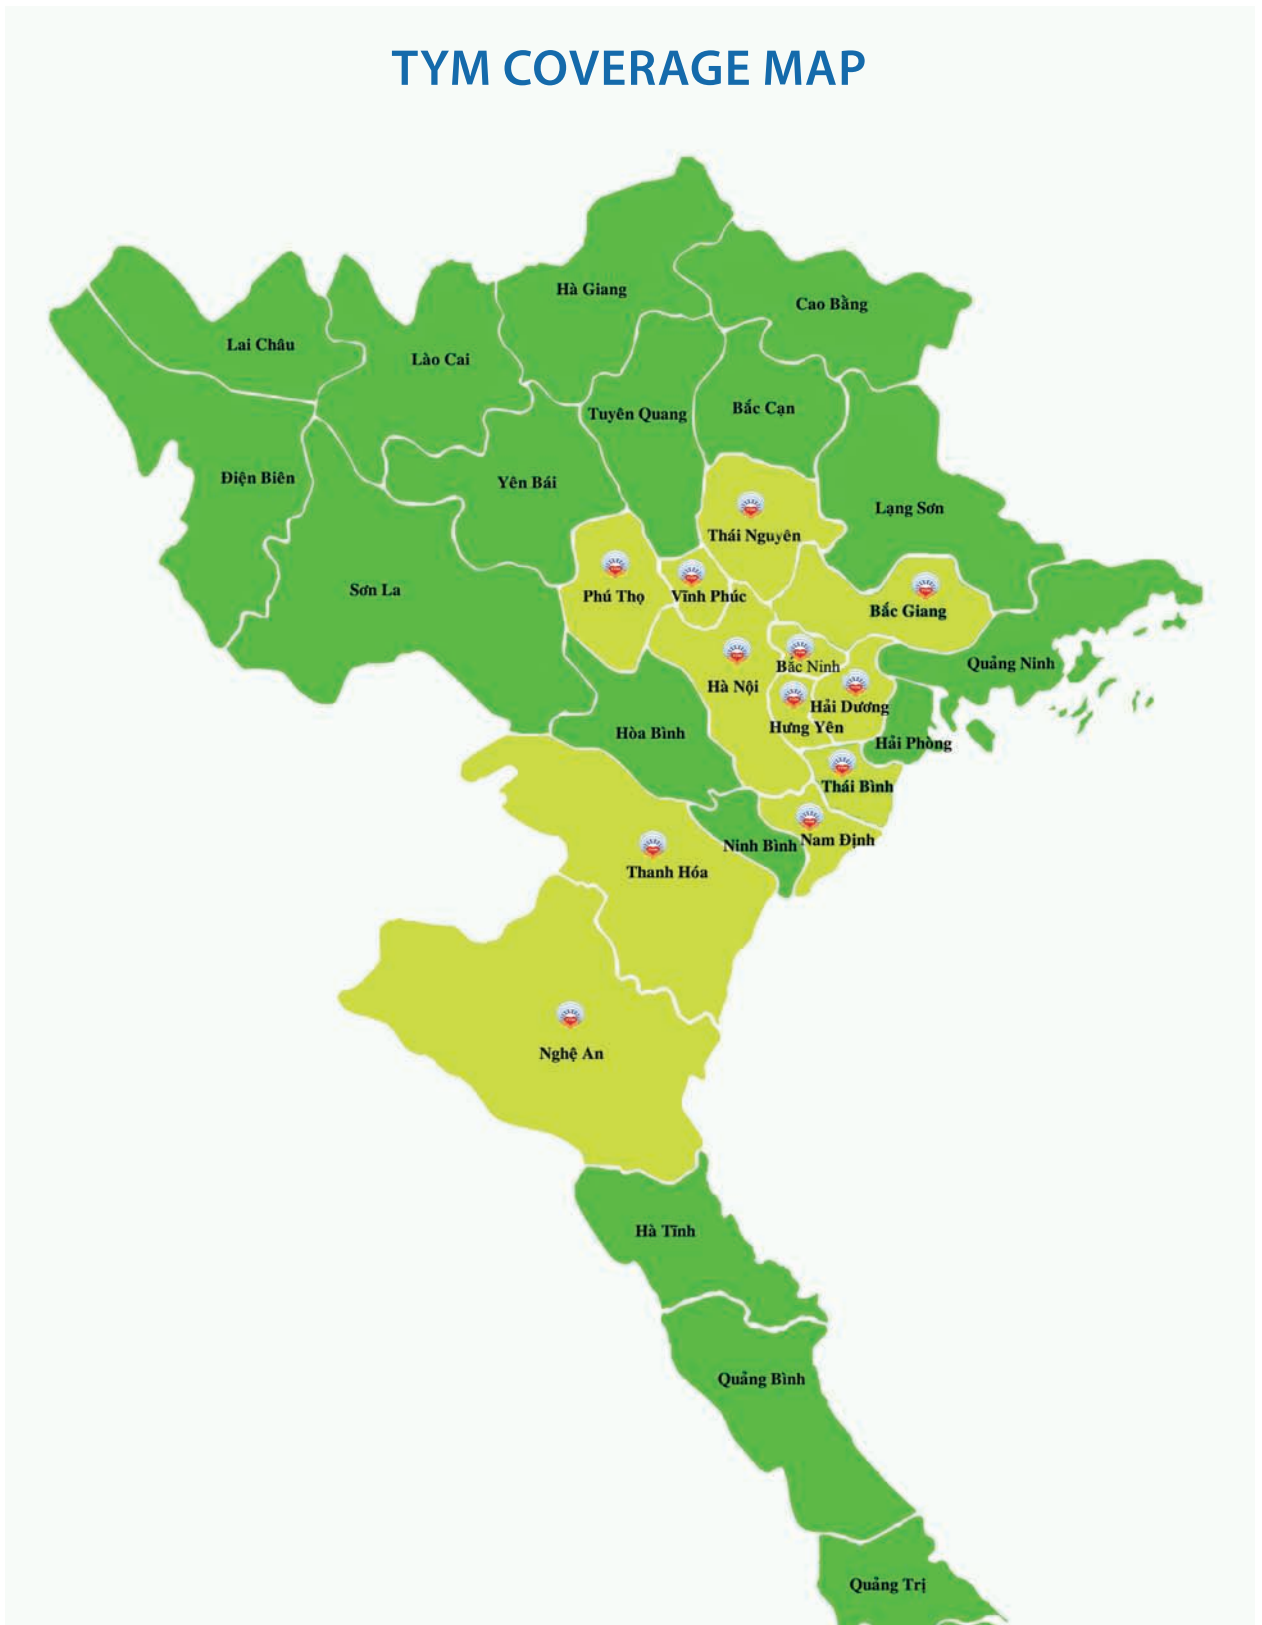 TYM COVERAGE MAP
Hà Giang
Cao Bằng
Lai Châu
Lào Cai
Tuyên Quang
Bắc Cạn
Điện Biên
Yên Bái
Lạng Sơn
Thái Nguyên
Sơn La
Phú Thọ
Vĩnh Phúc
Bắc Giang
Quảng Ninh
Bắc Ninh
Hà Nội
Hải Dương
Hưng Yên
Hòa Bình
Hải Phòng
Thái Bình
Ninh Bình
Nam Định
Thanh Hóa
Nghệ An
Hà Tĩnh
Quảng Bình
Quảng Trị